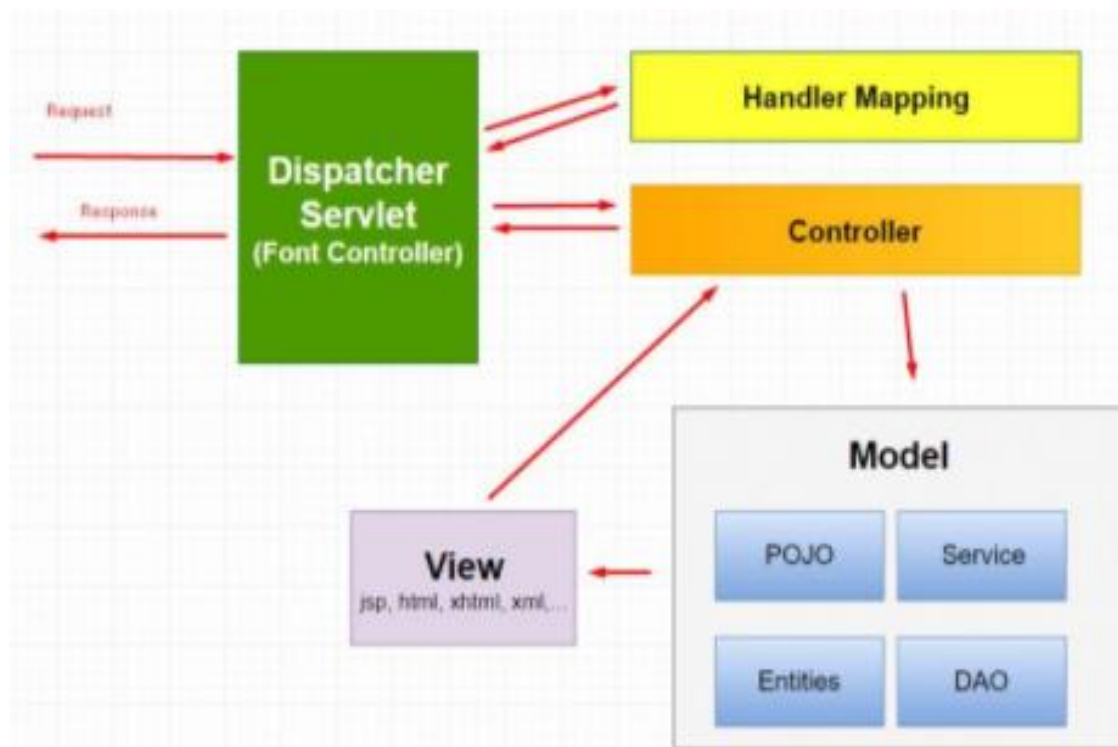 Request
Response
Dispatcher
Servlet
(Font Controller)
Handler Mapping
Controller
Model
POJO
Service
Entities
DAO
View
jsp, html, xhtml, xml,...